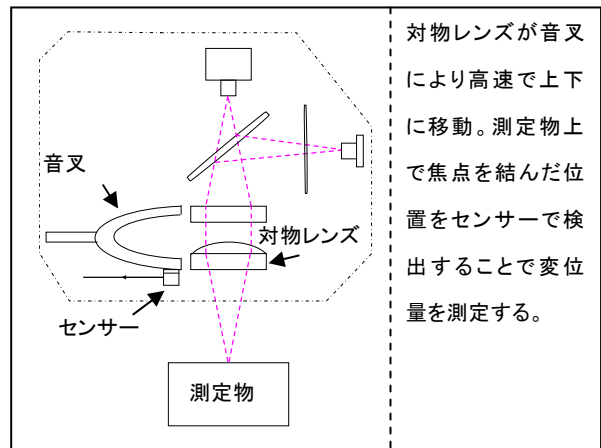 音叉
対物レンズ
センサー
測定物
対物レンズが音叉
により高速で上下
に移動。測定物上
で焦点を結んだ位
置をセンサーで検
出することで変位
量を測定する。